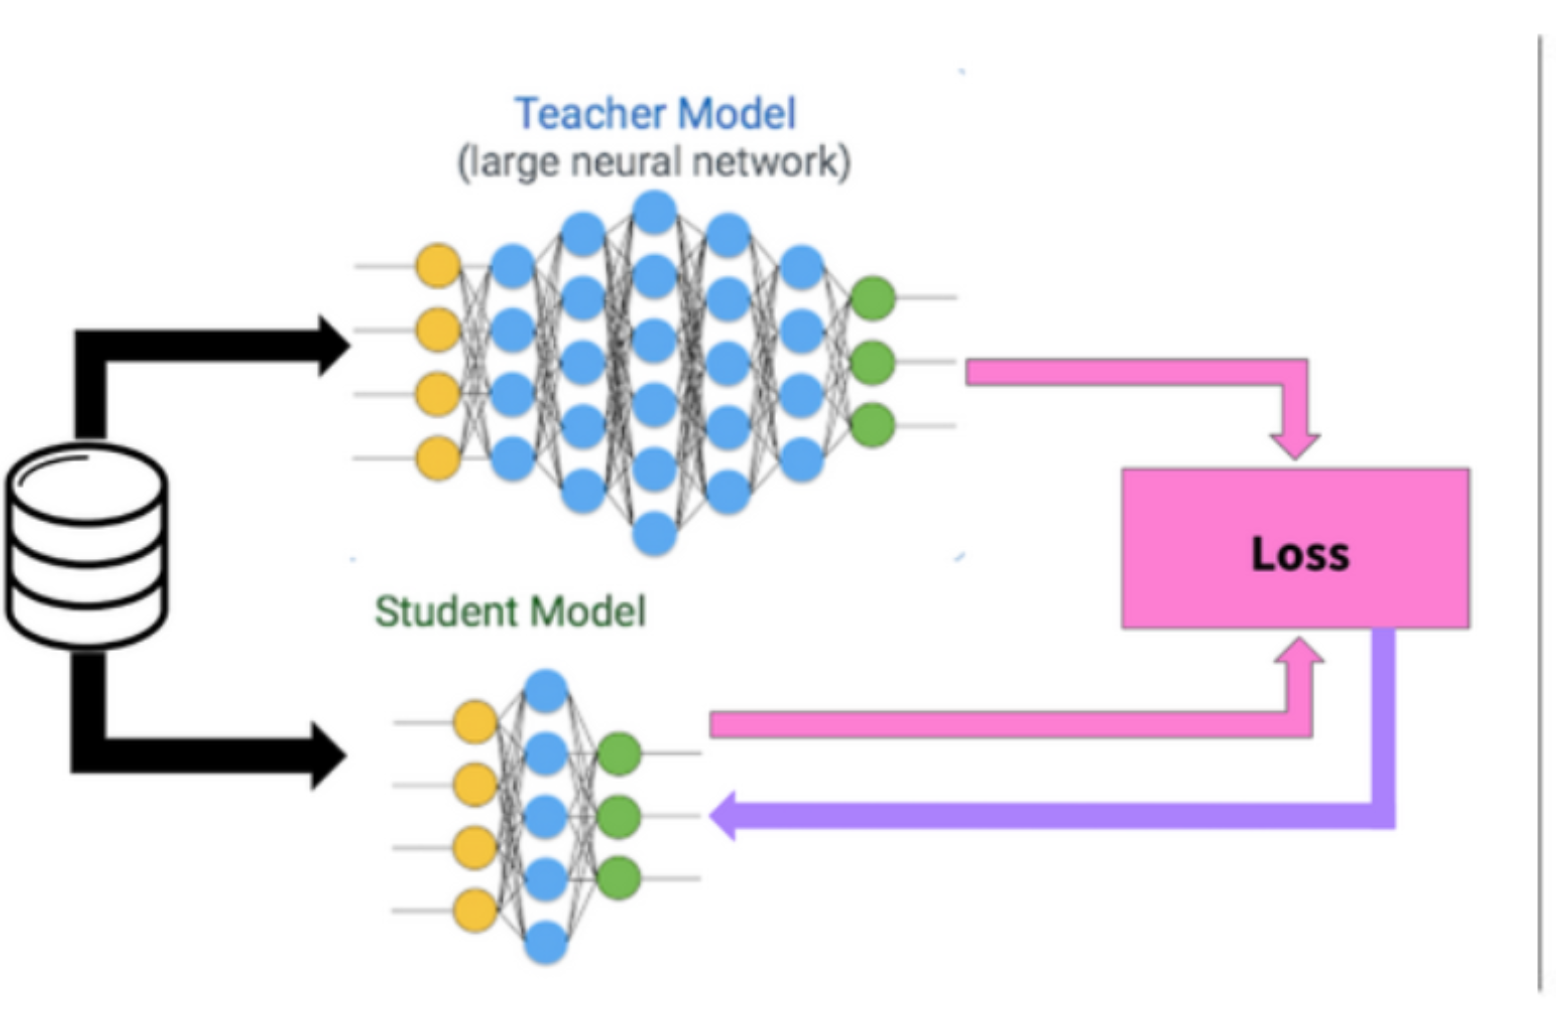 Teacher Model
(large neural network)
Loss
Student Model